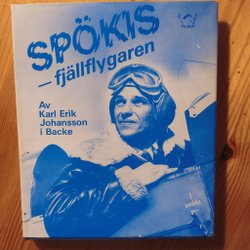 SPÖKIS
— fjällflygaren
Av
Karl Erik
Johansson
i Backe